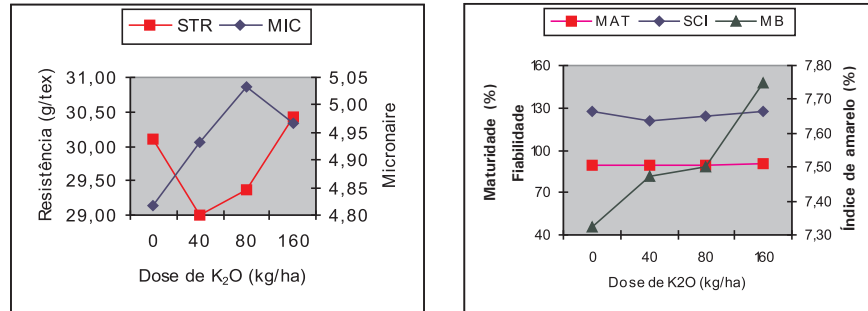 STR MIC
31,00
30,50
30,00
29,50
29,00
Resistência (g/tex)
5,05
5,00
4,95
4,90
4,85
4,80
Micronaire
0 40 80 160
Dose de K₂O (kg/ha)
MAT SCI MB
160
130
100
70
40
Maturidade (%)
Fiabilidade
7,80
7,70
7,60
7,50
7,40
7,30
Índice de amarelo (%)
0 40 80 160
Dose de K2O (kg/ha)